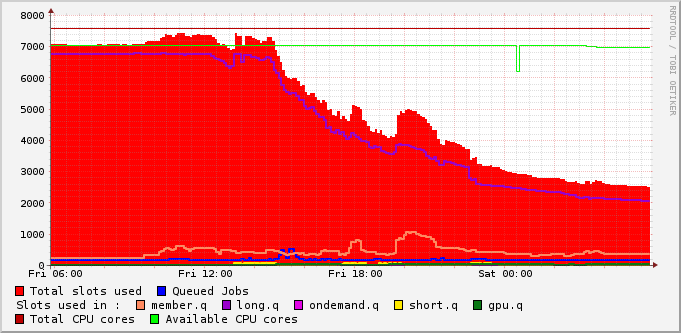 8000
7000
6000
5000
4000
3000
2000
1000
0
Fri 06:00 Fri 12:00 Fri 18:00 Sat 00:00
Total slots used Queued Jobs
Slots used in : member.q long.q ondemand.q short.q gpu.q
Total CPU cores Available CPU cores
RRDTOOL / TOBI OETIKER